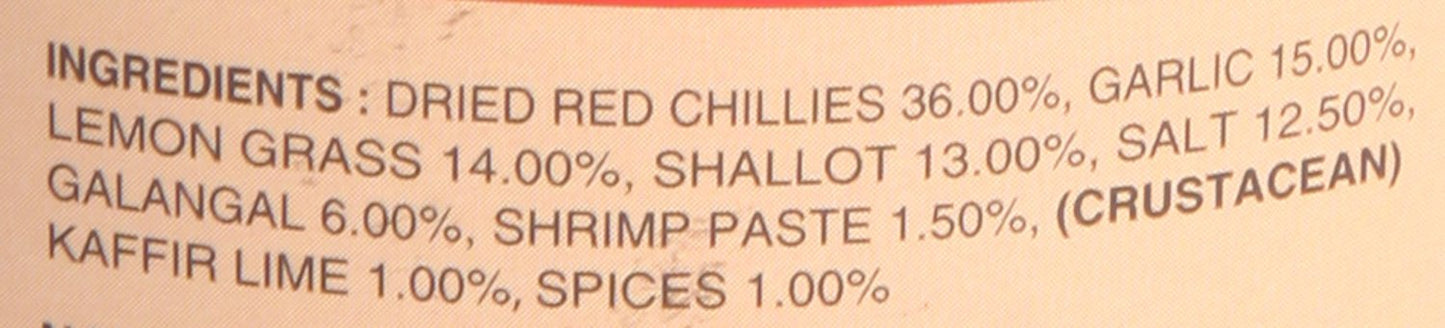 INGREDIENTS : DRIED RED CHILLIES 36.00%, GARLIC 15.00%,
LEMON GRASS 14.00%, SHALLOT 13.00%, SALT 12.50%,
GALANGAL 6.00%, SHRIMP PASTE 1.50%, (CRUSTACEAN)
KAFFIR LIME 1.00%, SPICES 1.00%